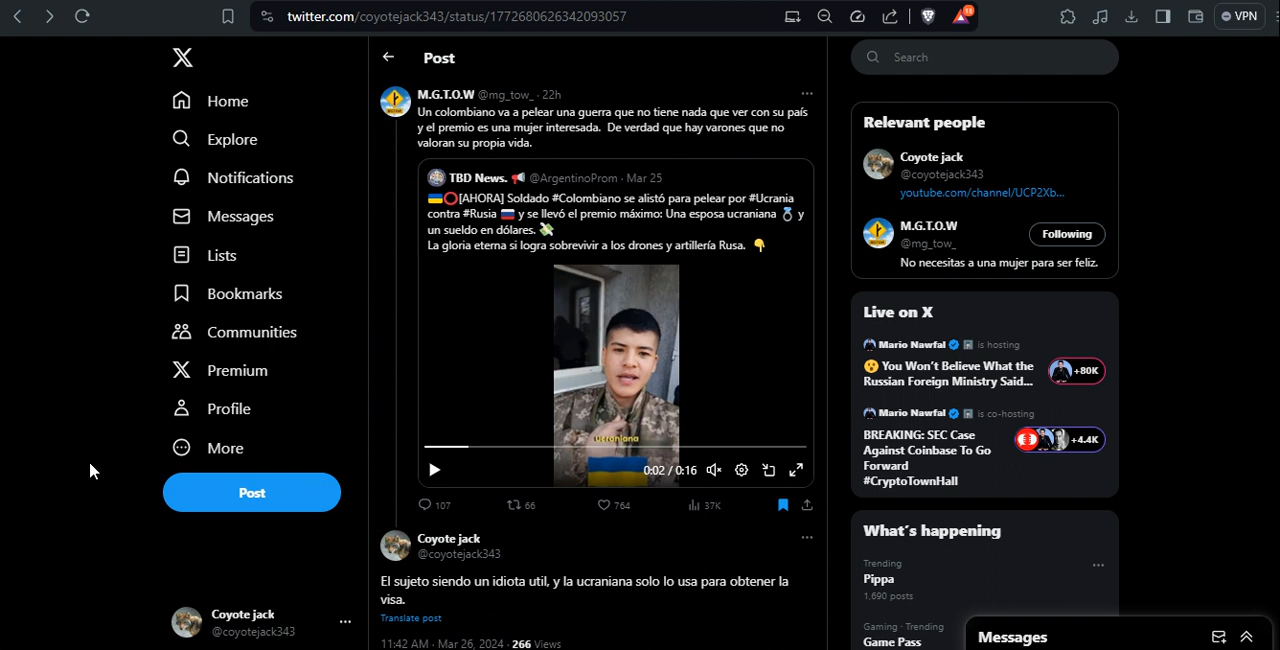 twitter.com/coyotejack343/status/1772680626342093057
VPN
Home
Explore
Notifications
Messages
Lists
Bookmarks
Communities
Premium
Profile
More
Post
Coyote jack
@coyotejack343
Post
M.G.T.O.W @mg_tow_ · 22h
Un colombiano va a pelear una guerra que no tiene nada que ver con su país
y el premio es una mujer interesada. De verdad que hay varones que no
valoran su propia vida.
TBD News. 📢 @ArgentinoProm · Mar 25
🇺🇦⭕[AHORA] Soldado #Colombiano se alistó para pelear por #Ucrania
contra #Rusia 🇷🇺 y se llevó el premio máximo: Una esposa ucraniana 💍 y
un sueldo en dólares. 💸
La gloria eterna si logra sobrevivir a los drones y artillería Rusa. 👇
ucraniana
0:02 / 0:16
107
66
764
37K
Coyote jack
@coyotejack343
El sujeto siendo un idiota util, y la ucraniana solo lo usa para obtener la
visa.
Translate post
11:42 AM · Mar 26, 2024 · 266 Views
Search
Relevant people
Coyote jack
@coyotejack343
youtube.com/channel/UCP2Xb...
M.G.T.O.W
@mg_tow_
Following
No necesitas a una mujer para ser feliz.
Live on X
Mario Nawfal is hosting
😮 You Won't Believe What the
Russian Foreign Ministry Said...
+80K
Mario Nawfal is co-hosting
BREAKING: SEC Case
Against Coinbase To Go
Forward
#CryptoTownHall
+4.4K
What's happening
Trending
Pippa
1,690 posts
Gaming · Trending
Game Pass
Messages